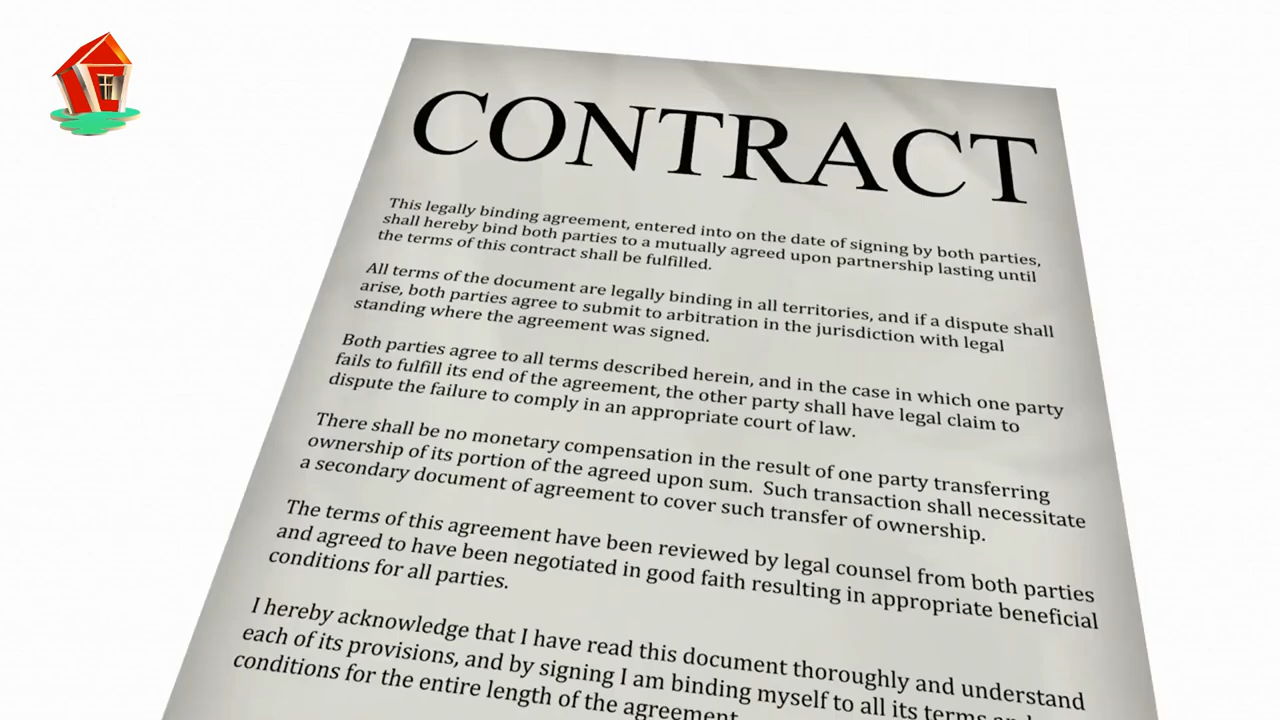 CONTRACT
This legally binding agreement, entered into on the date of signing by both parties,
shall hereby bind both parties to a mutually agreed upon partnership lasting until
the terms of this contract shall be fulfilled.
All terms of the document are legally binding in all territories, and if a dispute shall
arise, both parties agree to submit to arbitration in the jurisdiction with legal
standing where the agreement was signed.
Both parties agree to all terms described herein, and in the case in which one party
fails to fulfill its end of the agreement, the other party shall have legal claim to
dispute the failure to comply in an appropriate court of law.
There shall be no monetary compensation in the result of one party transferring
ownership of its portion of the agreed upon sum.  Such transaction shall necessitate
a secondary document of agreement to cover such transfer of ownership.
The terms of this agreement have been reviewed by legal counsel from both parties
and agreed to have been negotiated in good faith resulting in appropriate beneficial
conditions for all parties.
I hereby acknowledge that I have read this document thoroughly and understand
each of its provisions, and by signing I am binding myself to all its terms and
conditions for the entire length of the agreement.